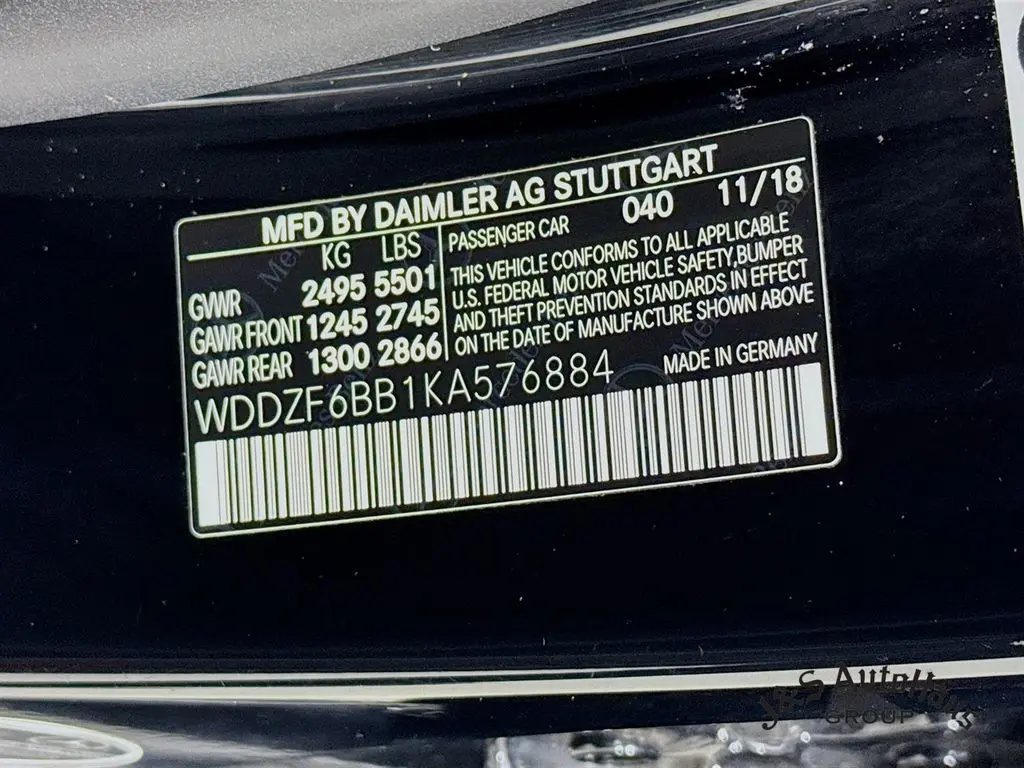 MFD BY DAIMLER AG STUTTGART
KG LBS
GVWR 2495 5501
GAWR FRONT 1245 2745
GAWR REAR 1300 2866
PASSENGER CAR 040 11/18
THIS VEHICLE CONFORMS TO ALL APPLICABLE
U.S. FEDERAL MOTOR VEHICLE SAFETY,BUMPER
AND THEFT PREVENTION STANDARDS IN EFFECT
ON THE DATE OF MANUFACTURE SHOWN ABOVE
WDDZF6BB1KA576884 MADE IN GERMANY
GROUP